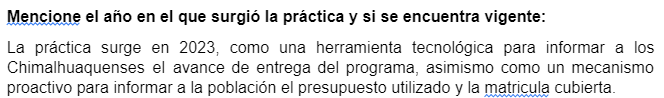 Mencione el año en el que surgió la práctica y si se encuentra vigente:
La práctica surge en 2023, como una herramienta tecnológica para informar a los
Chimalhuaquenses el avance de entrega del programa, asimismo como un mecanismo
proactivo para informar a la población el presupuesto utilizado y la matricula cubierta.